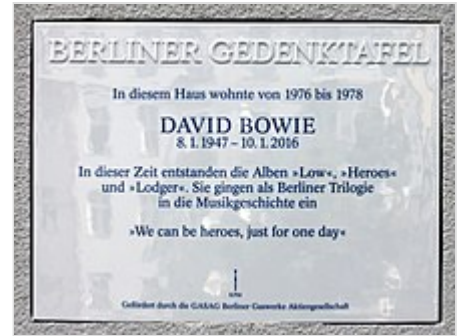 BERLINER GEDENKTAFEL
In diesem Haus wohnte von 1976 bis 1978
DAVID BOWIE
8. 1. 1947 – 10. 1. 2016
In dieser Zeit entstanden die Alben »Low«, »Heroes«
und »Lodger«. Sie gingen als Berliner Trilogie
in die Musikgeschichte ein
»We can be heroes, just for one day«
KPM
Gefördert durch die GASAG Berliner Gaswerke Aktiengesellschaft